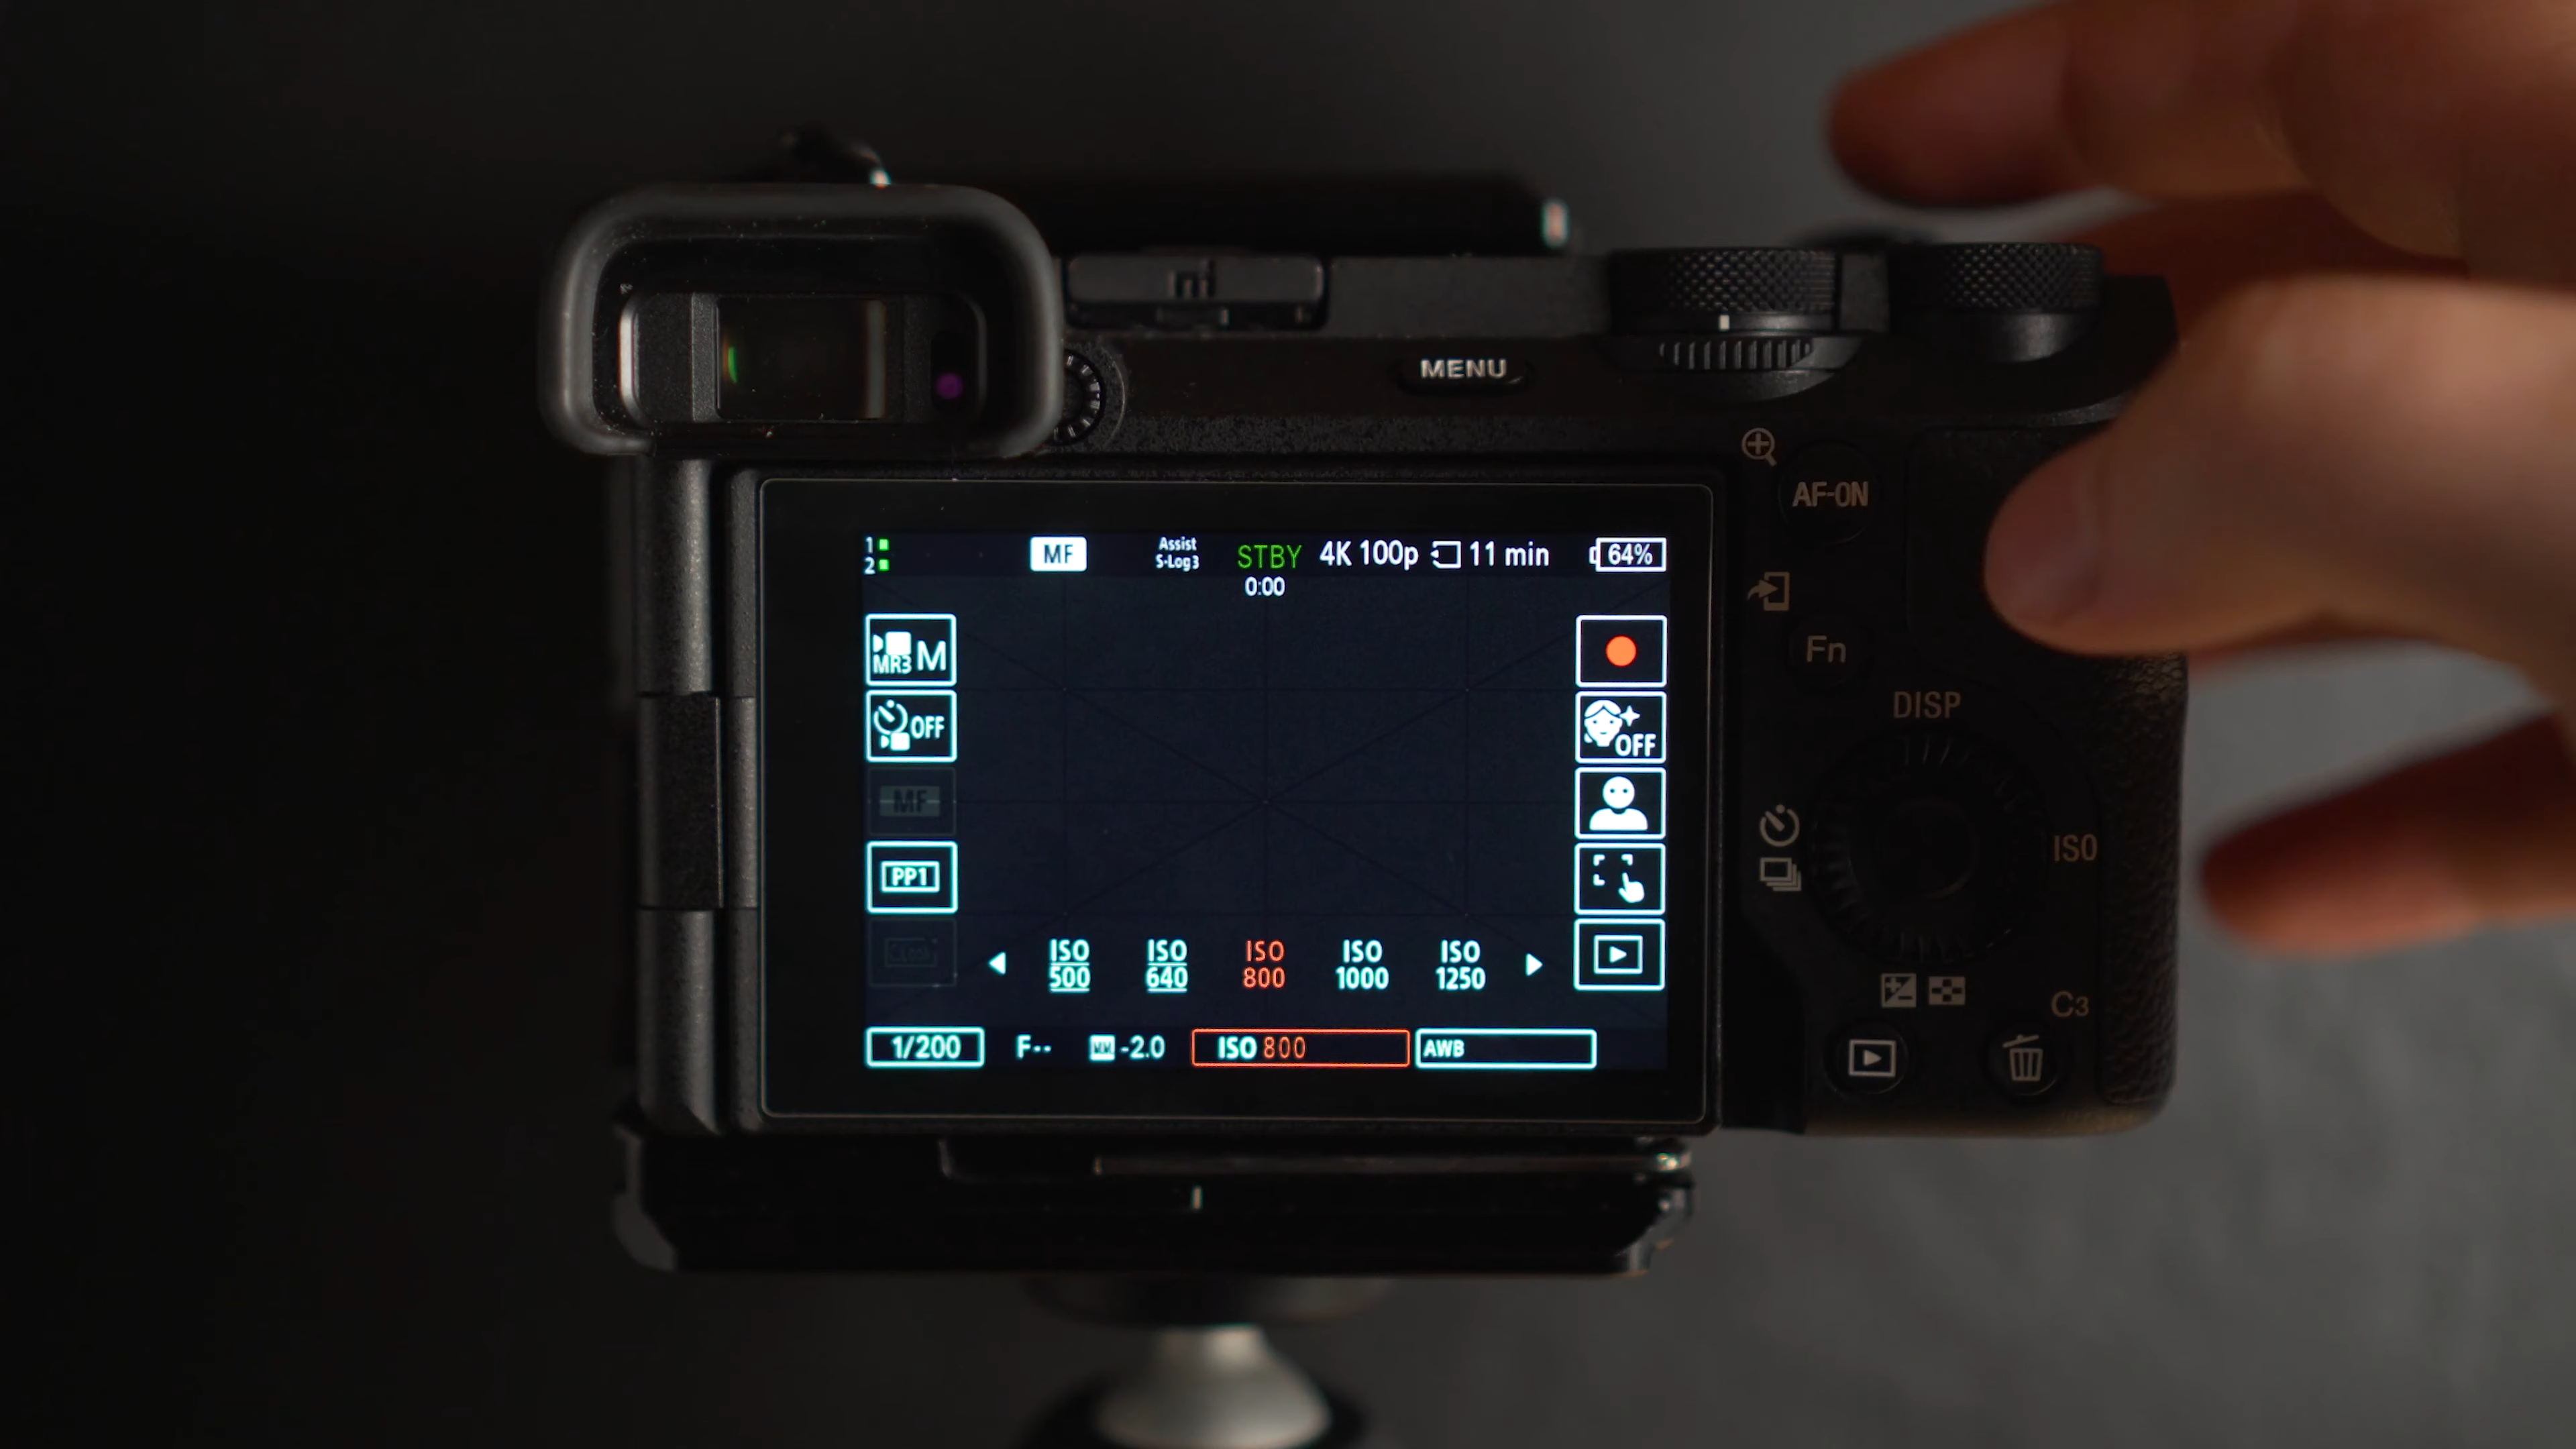 MENU
AF-ON
1
2
MF
Assist
S-Log3
STBY
4K 100p
11 min
64%
0:00
MR3 M
OFF
OFF
MF
Fn
DISP
PP1
ISO
ISO 500
ISO 640
ISO 800
ISO 1000
ISO 1250
C3
1/200
F--
MM -2.0
ISO 800
AWB